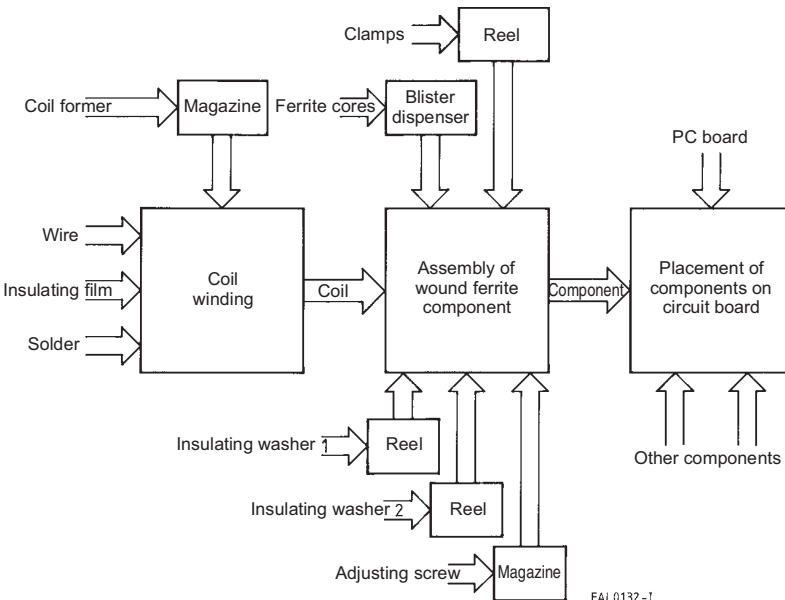 Clamps
Reel
Coil former
Magazine
Ferrite cores
Blister
dispenser
PC board
Wire
Insulating film
Solder
Coil
winding
Coil
Assembly of
wound ferrite
component
Component
Placement of
components on
circuit board
Insulating washer 1
Reel
Insulating washer 2
Reel
Other components
Adjusting screw
Magazine
FAL0132-I